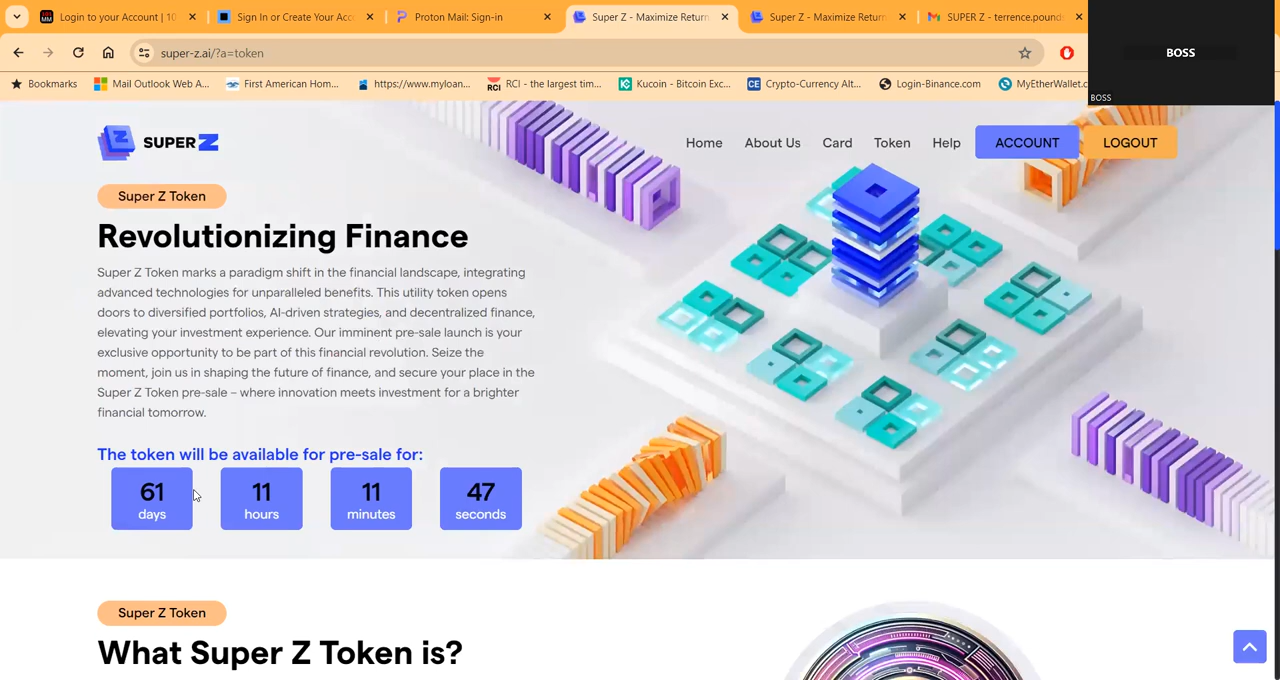 Login to your Account | 10
Sign In or Create Your Acc
Proton Mail: Sign-in
Super Z - Maximize Return
Super Z - Maximize Return
SUPER Z - terrence.pound
super-z.ai/?a=token
BOSS
BOSS
Bookmarks
Mail Outlook Web A...
First American Hom...
https://www.myloan...
RCI
RCI - the largest tim...
Kucoin - Bitcoin Exc...
CE
Crypto-Currency Alt...
Login-Binance.com
MyEtherWallet.c
SUPER Z
Home
About Us
Card
Token
Help
ACCOUNT
LOGOUT
Super Z Token
Revolutionizing Finance
Super Z Token marks a paradigm shift in the financial landscape, integrating
advanced technologies for unparalleled benefits. This utility token opens
doors to diversified portfolios, AI-driven strategies, and decentralized finance,
elevating your investment experience. Our imminent pre-sale launch is your
exclusive opportunity to be part of this financial revolution. Seize the
moment, join us in shaping the future of finance, and secure your place in the
Super Z Token pre-sale – where innovation meets investment for a brighter
financial tomorrow.
The token will be available for pre-sale for:
61
days
11
hours
11
minutes
47
seconds
Super Z Token
What Super Z Token is?